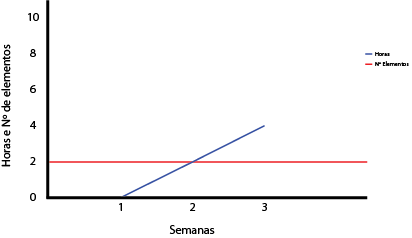 Horas e Nº de elementos
10
8
6
4
2
0
1 2 3
Semanas
Horas
Nº Elementos